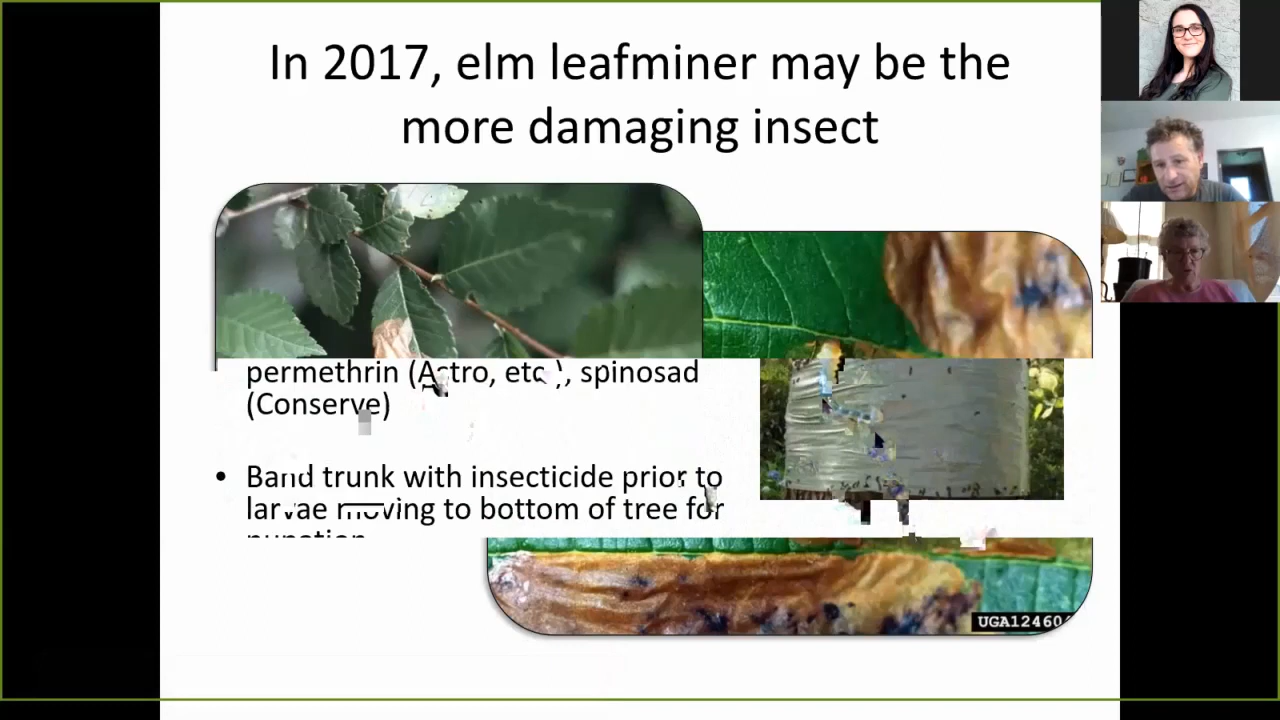 In 2017, elm leafminer may be the
more damaging insect
permethrin (Astro, etc.), spinosad
(Conserve)
• Band trunk with insecticide prior to
larvae moving to bottom of tree for
pupation
UGA12460